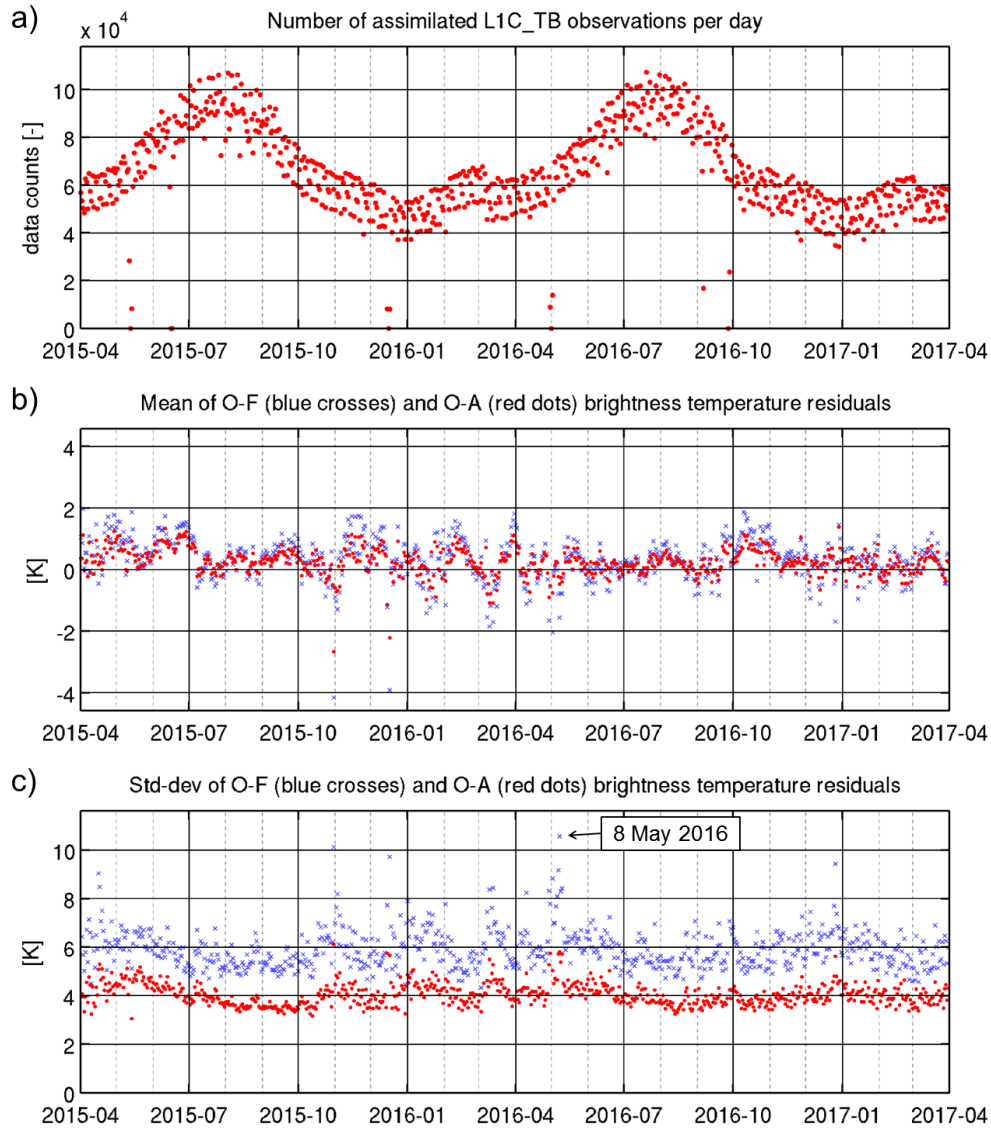 a)
Number of assimilated L1C_TB observations per day
x 10^4
10
8
6
4
2
0
data counts [-]
2015-04 2015-07 2015-10 2016-01 2016-04 2016-07 2016-10 2017-01 2017-04
b)
Mean of O-F (blue crosses) and O-A (red dots) brightness temperature residuals
4
2
0
-2
-4
[K]
2015-04 2015-07 2015-10 2016-01 2016-04 2016-07 2016-10 2017-01 2017-04
c)
Std-dev of O-F (blue crosses) and O-A (red dots) brightness temperature residuals
8 May 2016
10
8
6
4
2
0
[K]
2015-04 2015-07 2015-10 2016-01 2016-04 2016-07 2016-10 2017-01 2017-04